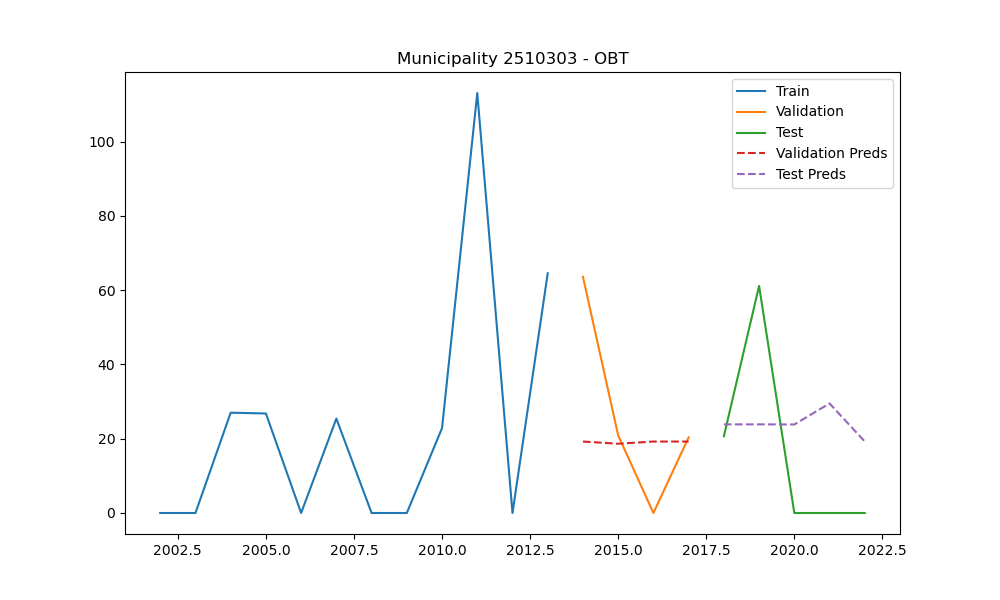 Municipality 2510303 - OBT
Train
Validation
Test
Validation Preds
Test Preds
100
80
60
40
20
0
2002.5 2005.0 2007.5 2010.0 2012.5 2015.0 2017.5 2020.0 2022.5